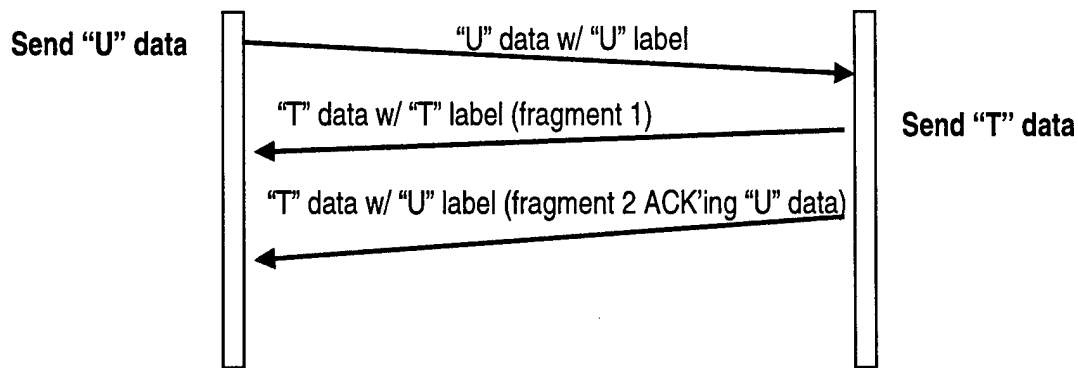 Send “U” data
“U” data w/ “U” label
“T” data w/ “T” label (fragment 1)
Send “T” data
“T” data w/ “U” label (fragment 2 ACK’ing “U” data)